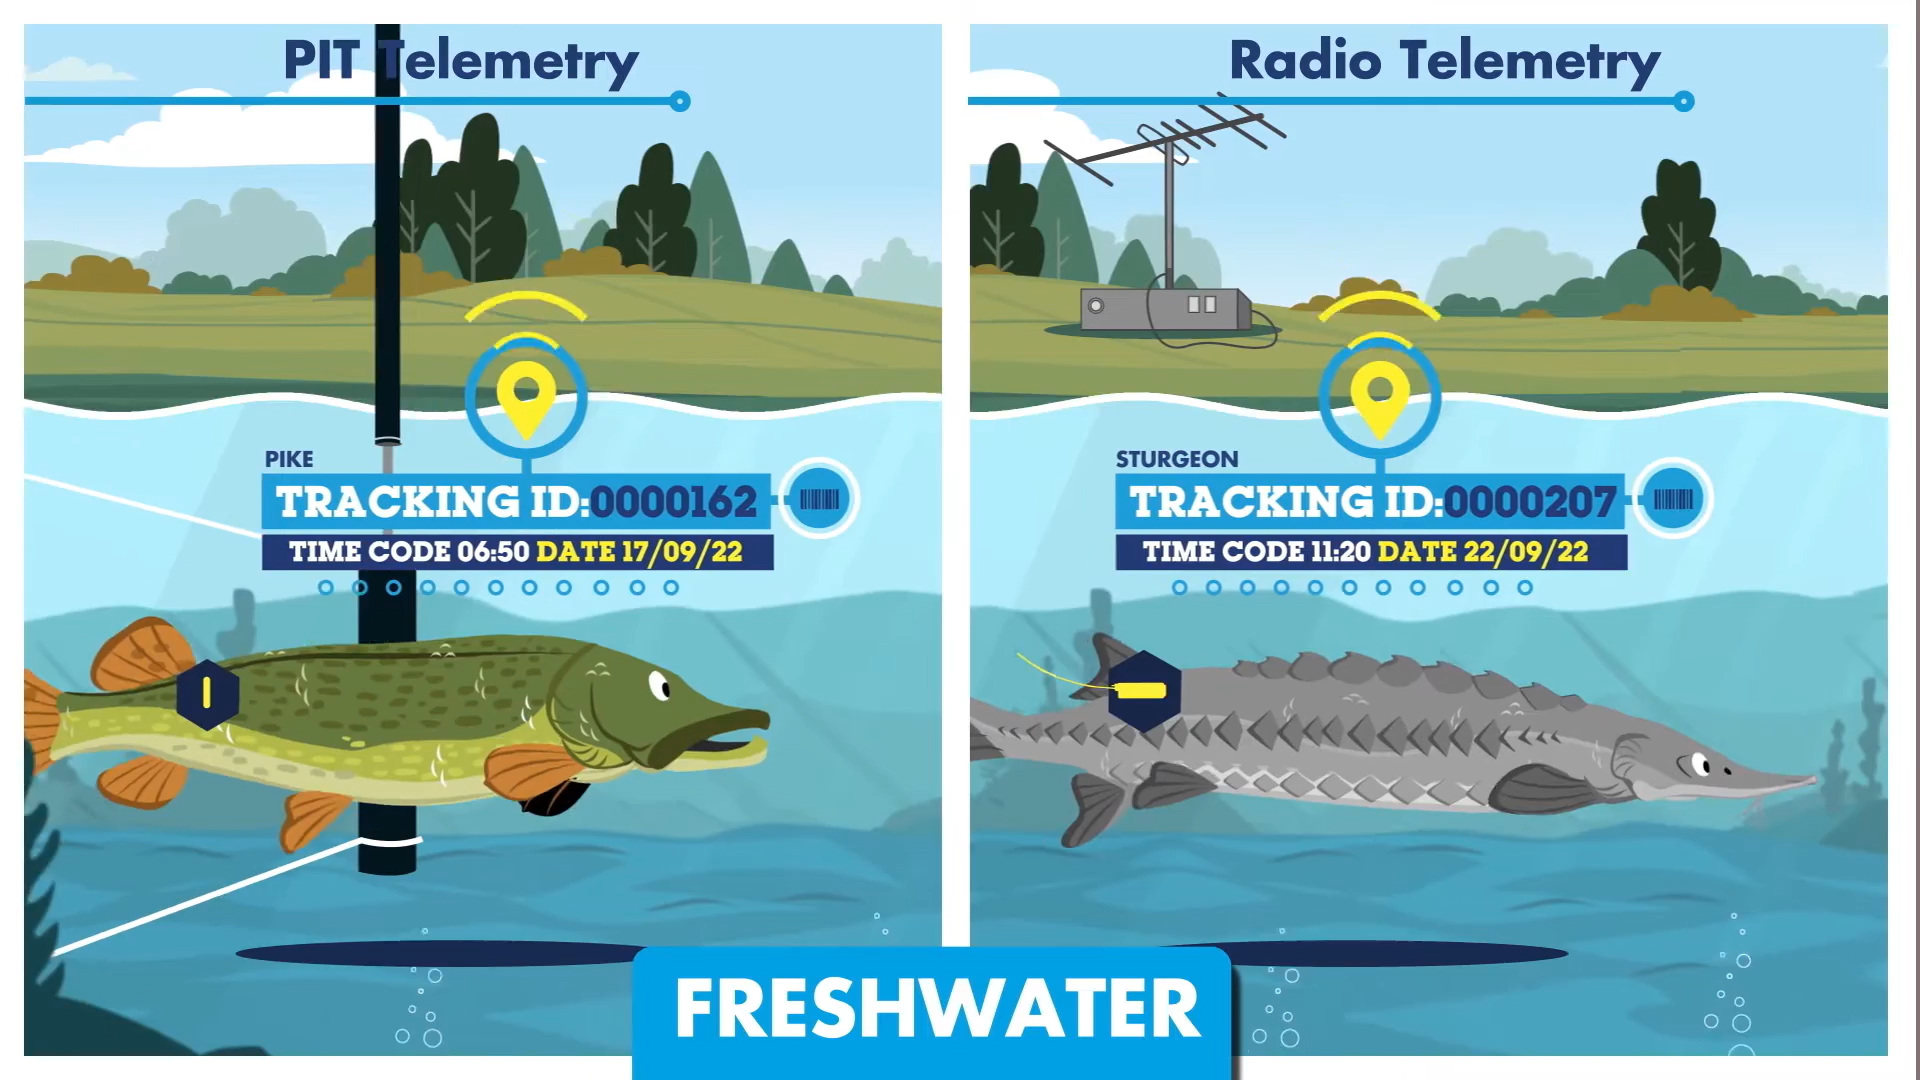 PIT Telemetry
PIKE
TRACKING ID:0000162
TIME CODE 06:50 DATE 17/09/22
Radio Telemetry
STURGEON
TRACKING ID:0000207
TIME CODE 11:20 DATE 22/09/22
FRESHWATER